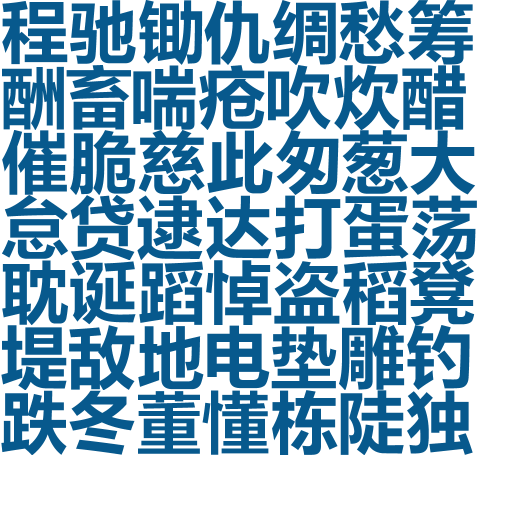 程驰锄仇绸愁筹
酬畜喘疮吹炊醋
催脆慈此匆葱大
怠贷逮达打蛋荡
耽诞蹈悼盗稻凳
堤敌地电垫雕钓
跌冬董懂栋陡独